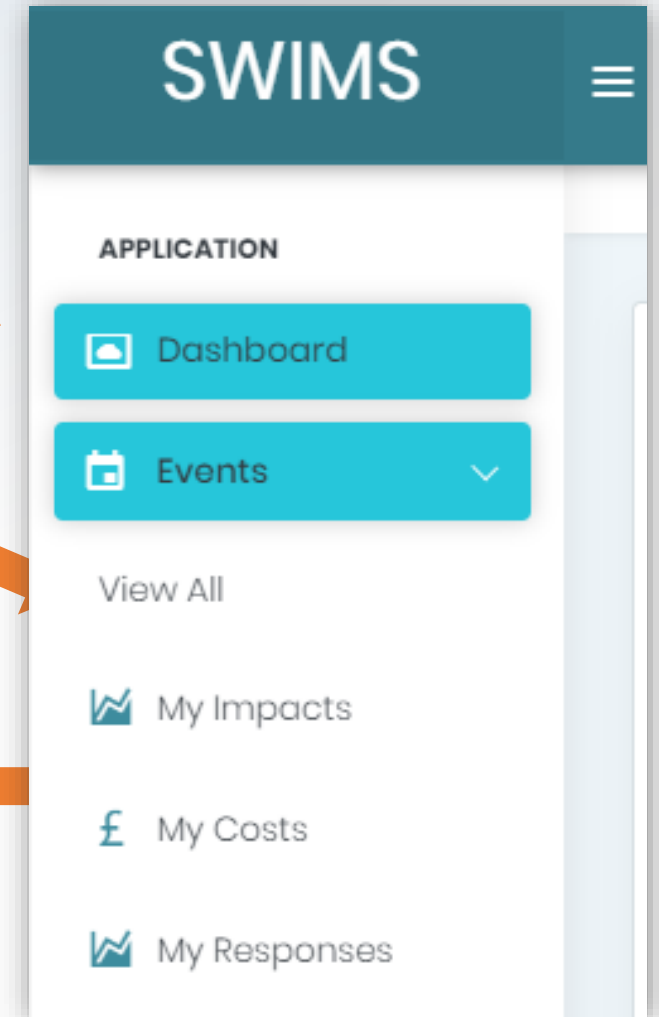 SWIMS
APPLICATION
Dashboard
Events
View All
My Impacts
£ My Costs
My Responses